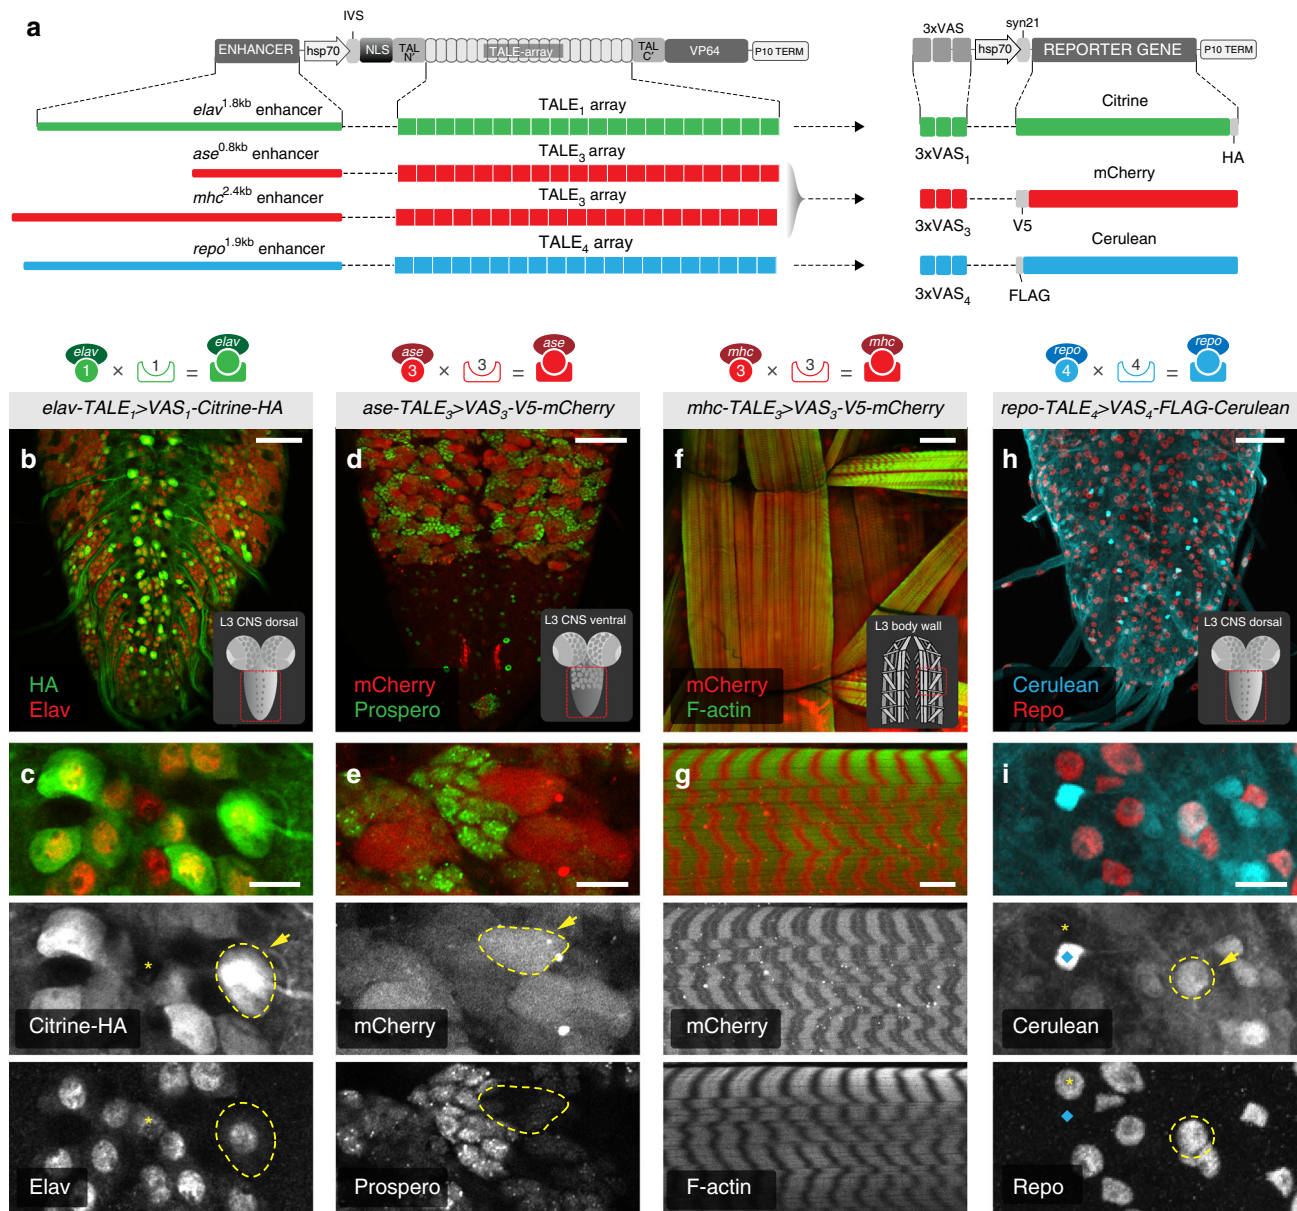 a
IVS
ENHANCER
hsp70
NLS
TAL N'
TALE-array
TAL C'
VP64
P10 TERM
3xVAS
hsp70
syn21
REPORTER GENE
P10 TERM
elav1.8kb enhancer
TALE1 array
3xVAS1
Citrine
HA
ase0.8kb enhancer
TALE3 array
mhc2.4kb enhancer
TALE3 array
3xVAS3
mCherry
V5
repo1.9kb enhancer
TALE4 array
3xVAS4
Cerulean
FLAG
elav 1 × 1 = elav
ase 3 × 3 = ase
mhc 3 × 3 = mhc
repo 4 × 4 = repo
elav-TALE1>VAS1-Citrine-HA
ase-TALE3>VAS3-V5-mCherry
mhc-TALE3>VAS3-V5-mCherry
repo-TALE4>VAS4-FLAG-Cerulean
b
HA
Elav
L3 CNS dorsal
d
mCherry
Prospero
L3 CNS ventral
f
mCherry
F-actin
L3 body wall
h
Cerulean
Repo
L3 CNS dorsal
c
e
g
i
*
*
Citrine-HA
mCherry
mCherry
Cerulean
*
*
Elav
Prospero
F-actin
Repo